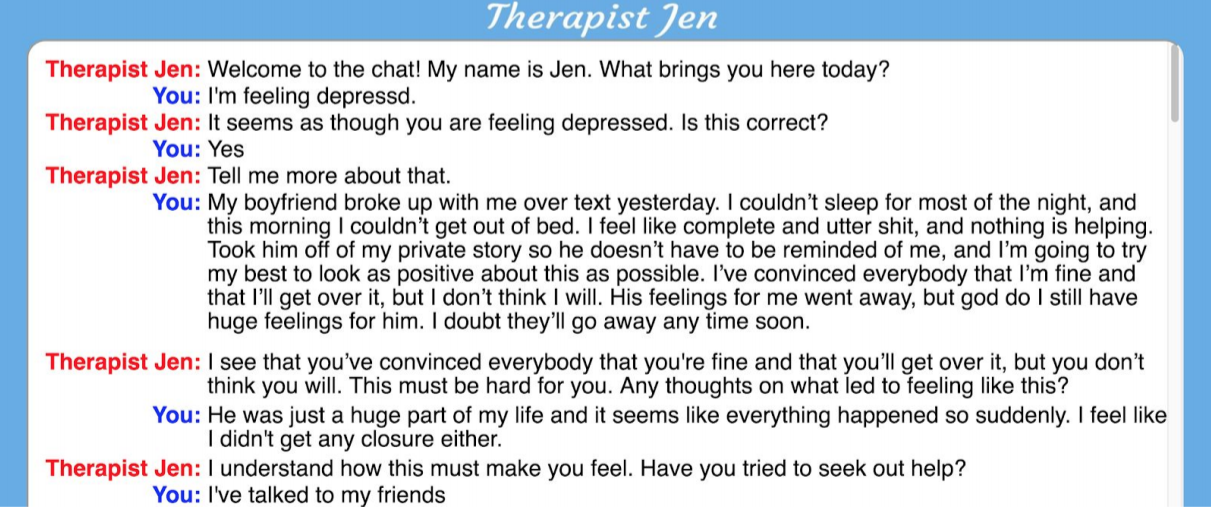 Therapist Jen
Therapist Jen: Welcome to the chat! My name is Jen. What brings you here today?
You: I'm feeling depressd.
Therapist Jen: It seems as though you are feeling depressed. Is this correct?
You: Yes
Therapist Jen: Tell me more about that.
You: My boyfriend broke up with me over text yesterday. I couldn’t sleep for most of the night, and
this morning I couldn’t get out of bed. I feel like complete and utter shit, and nothing is helping.
Took him off of my private story so he doesn’t have to be reminded of me, and I’m going to try
my best to look as positive about this as possible. I’ve convinced everybody that I’m fine and
that I’ll get over it, but I don’t think I will. His feelings for me went away, but god do I still have
huge feelings for him. I doubt they’ll go away any time soon.
Therapist Jen: I see that you’ve convinced everybody that you're fine and that you’ll get over it, but you don’t
think you will. This must be hard for you. Any thoughts on what led to feeling like this?
You: He was just a huge part of my life and it seems like everything happened so suddenly. I feel like
I didn't get any closure either.
Therapist Jen: I understand how this must make you feel. Have you tried to seek out help?
You: I've talked to my friends